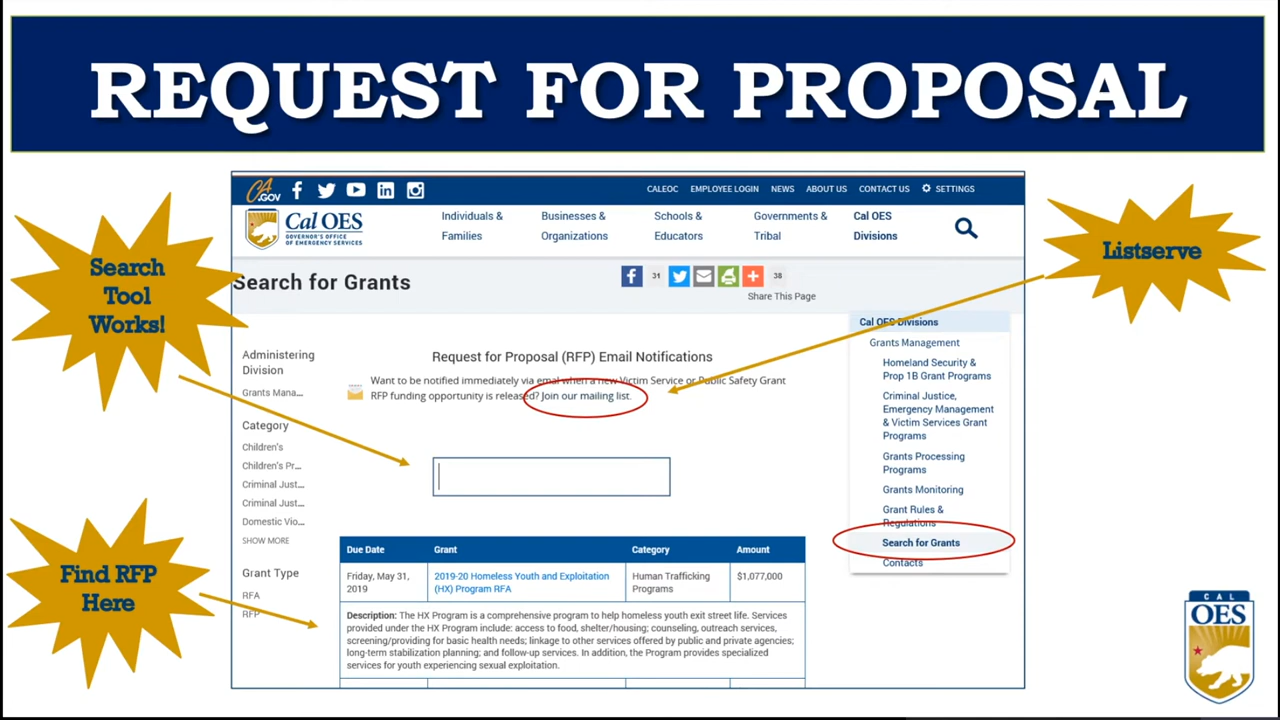 REQUEST FOR PROPOSAL
CA
.GOV
CALEOC EMPLOYEE LOGIN NEWS ABOUT US CONTACT US SETTINGS
Cal OES
GOVERNOR'S OFFICE
OF EMERGENCY SERVICES
Individuals &
Families
Businesses &
Organizations
Schools &
Educators
Governments &
Tribal
Cal OES
Divisions
Search
Tool
Works!
Listserve
Search for Grants
31
38
Share This Page
Administering
Division
Grants Mana...
Category
Children's
Children's Pr...
Criminal Just...
Criminal Just...
Domestic Vio...
SHOW MORE
Grant Type
RFA
RFP
Find RFP
Here
Request for Proposal (RFP) Email Notifications
Want to be notified immediately via email when a new Victim Service or Public Safety Grant
RFP funding opportunity is released? Join our mailing list.
Due Date Grant Category Amount
Friday, May 31,
2019
2019-20 Homeless Youth and Exploitation
(HX) Program RFA
Human Trafficking
Programs
$1,077,000
Description: The HX Program is a comprehensive program to help homeless youth exit street life. Services
provided under the HX Program include: access to food, shelter/housing; counseling, outreach services,
screening/providing for basic health needs; linkage to other services offered by public and private agencies;
long-term stabilization planning; and follow-up services. In addition, the Program provides specialized
services for youth experiencing sexual exploitation.
Cal OES Divisions
Grants Management
Homeland Security &
Prop 1B Grant Programs
Criminal Justice,
Emergency Management
& Victim Services Grant
Programs
Grants Processing
Programs
Grants Monitoring
Grant Rules &
Regulations
Search for Grants
Contacts
CAL
OES